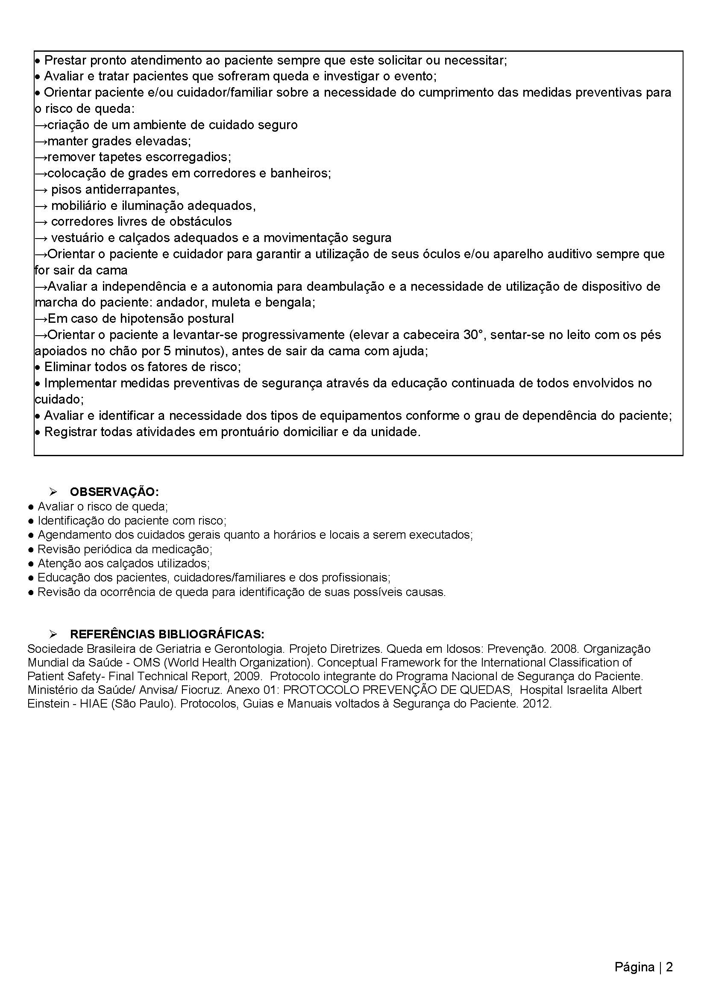 • Prestar pronto atendimento ao paciente sempre que este solicitar ou necessitar;
• Avaliar e tratar pacientes que sofreram queda e investigar o evento;
• Orientar paciente e/ou cuidador/familiar sobre a necessidade do cumprimento das medidas preventivas para
o risco de queda:
→criação de um ambiente de cuidado seguro
→manter grades elevadas;
→remover tapetes escorregadios;
→colocação de grades em corredores e banheiros;
→ pisos antiderrapantes,
→ mobiliário e iluminação adequados,
→ corredores livres de obstáculos
→ vestuário e calçados adequados e a movimentação segura
→Orientar o paciente e cuidador para garantir a utilização de seus óculos e/ou aparelho auditivo sempre que
for sair da cama
→Avaliar a independência e a autonomia para deambulação e a necessidade de utilização de dispositivo de
marcha do paciente: andador, muleta e bengala;
→Em caso de hipotensão postural
→Orientar o paciente a levantar-se progressivamente (elevar a cabeceira 30°, sentar-se no leito com os pés
apoiados no chão por 5 minutos), antes de sair da cama com ajuda;
• Eliminar todos os fatores de risco;
• Implementar medidas preventivas de segurança através da educação continuada de todos envolvidos no
cuidado;
• Avaliar e identificar a necessidade dos tipos de equipamentos conforme o grau de dependência do paciente;
• Registrar todas atividades em prontuário domiciliar e da unidade.
➢ OBSERVAÇÃO:
● Avaliar o risco de queda;
● Identificação do paciente com risco;
● Agendamento dos cuidados gerais quanto a horários e locais a serem executados;
● Revisão periódica da medicação;
● Atenção aos calçados utilizados;
● Educação dos pacientes, cuidadores/familiares e dos profissionais;
● Revisão da ocorrência de queda para identificação de suas possíveis causas.
➢ REFERÊNCIAS BIBLIOGRÁFICAS:
Sociedade Brasileira de Geriatria e Gerontologia. Projeto Diretrizes. Queda em Idosos: Prevenção. 2008. Organização
Mundial da Saúde - OMS (World Health Organization). Conceptual Framework for the International Classification of
Patient Safety- Final Technical Report, 2009.  Protocolo integrante do Programa Nacional de Segurança do Paciente.
Ministério da Saúde/ Anvisa/ Fiocruz. Anexo 01: PROTOCOLO PREVENÇÃO DE QUEDAS,  Hospital Israelita Albert
Einstein - HIAE (São Paulo). Protocolos, Guias e Manuais voltados à Segurança do Paciente. 2012.
Página | 2